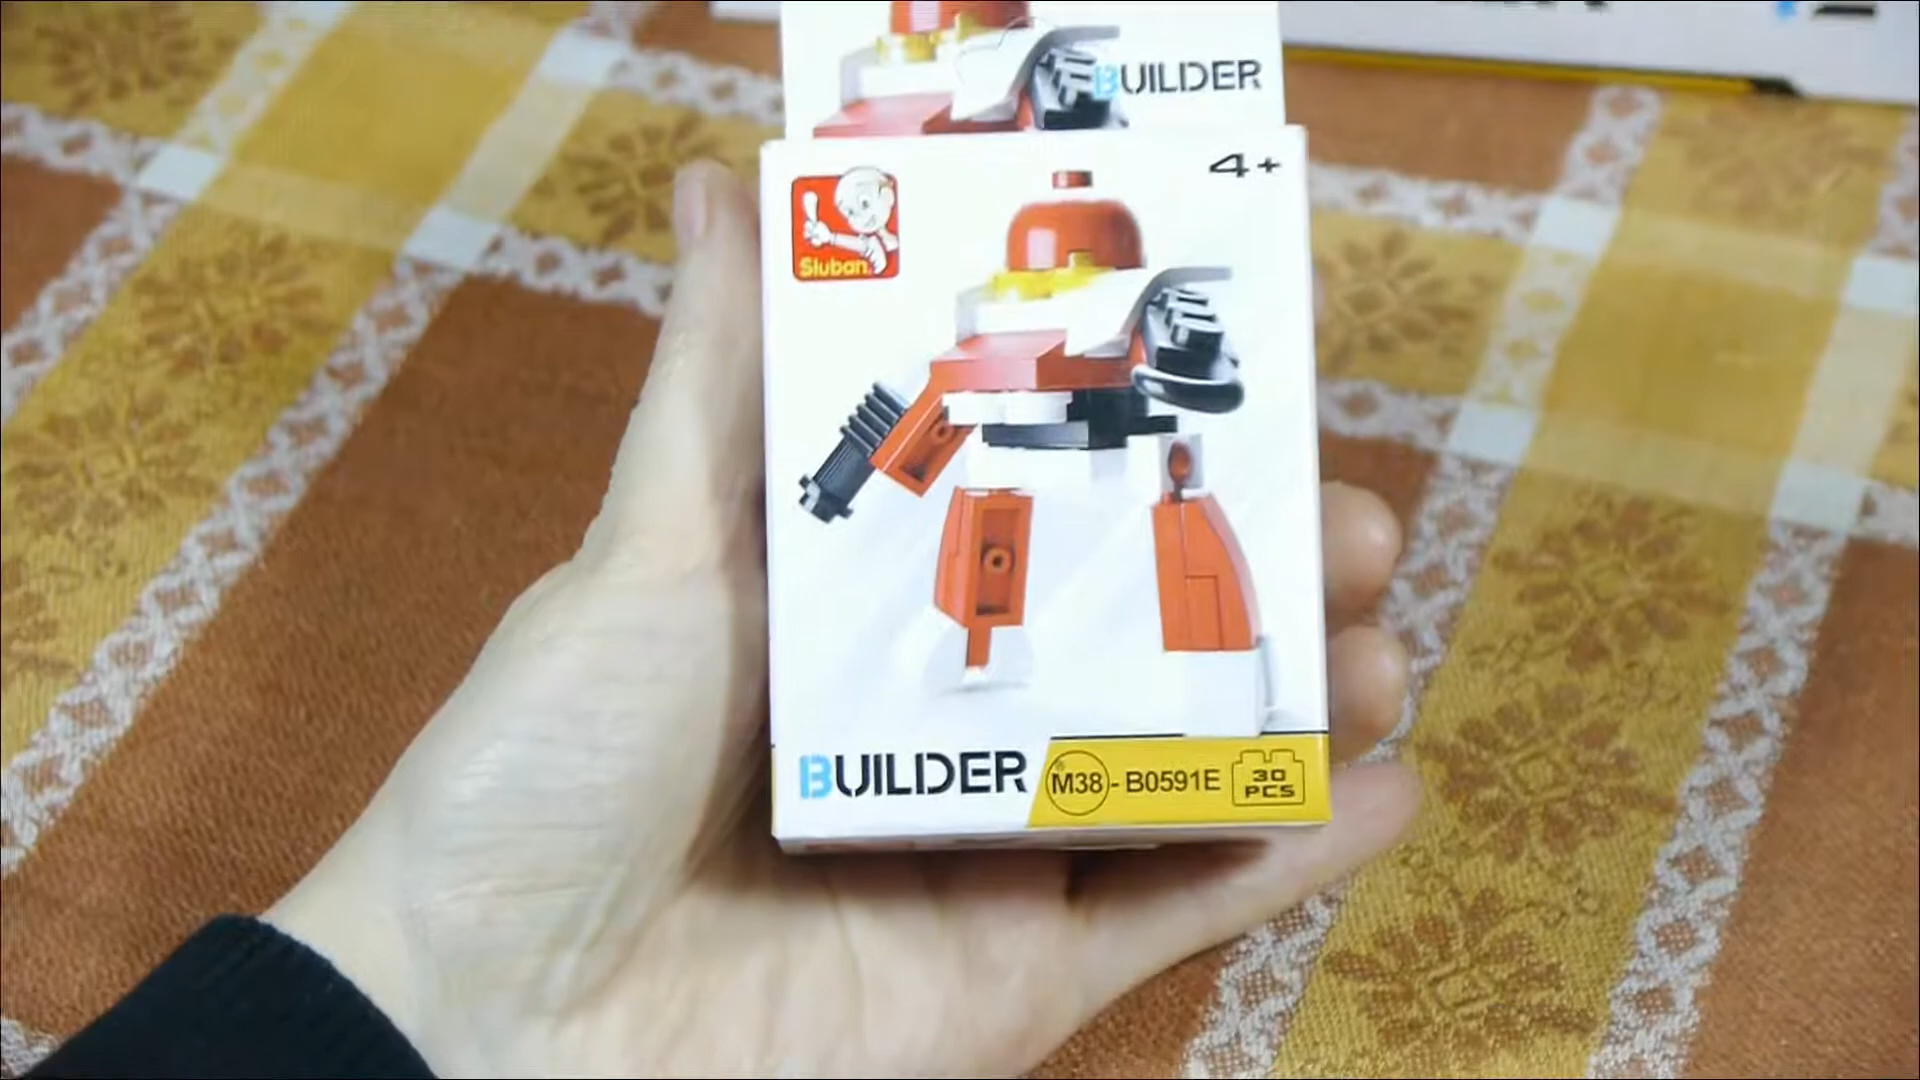 BUILDER
4+
Sluban
BUILDER
M38 - B0591E
30
PCS